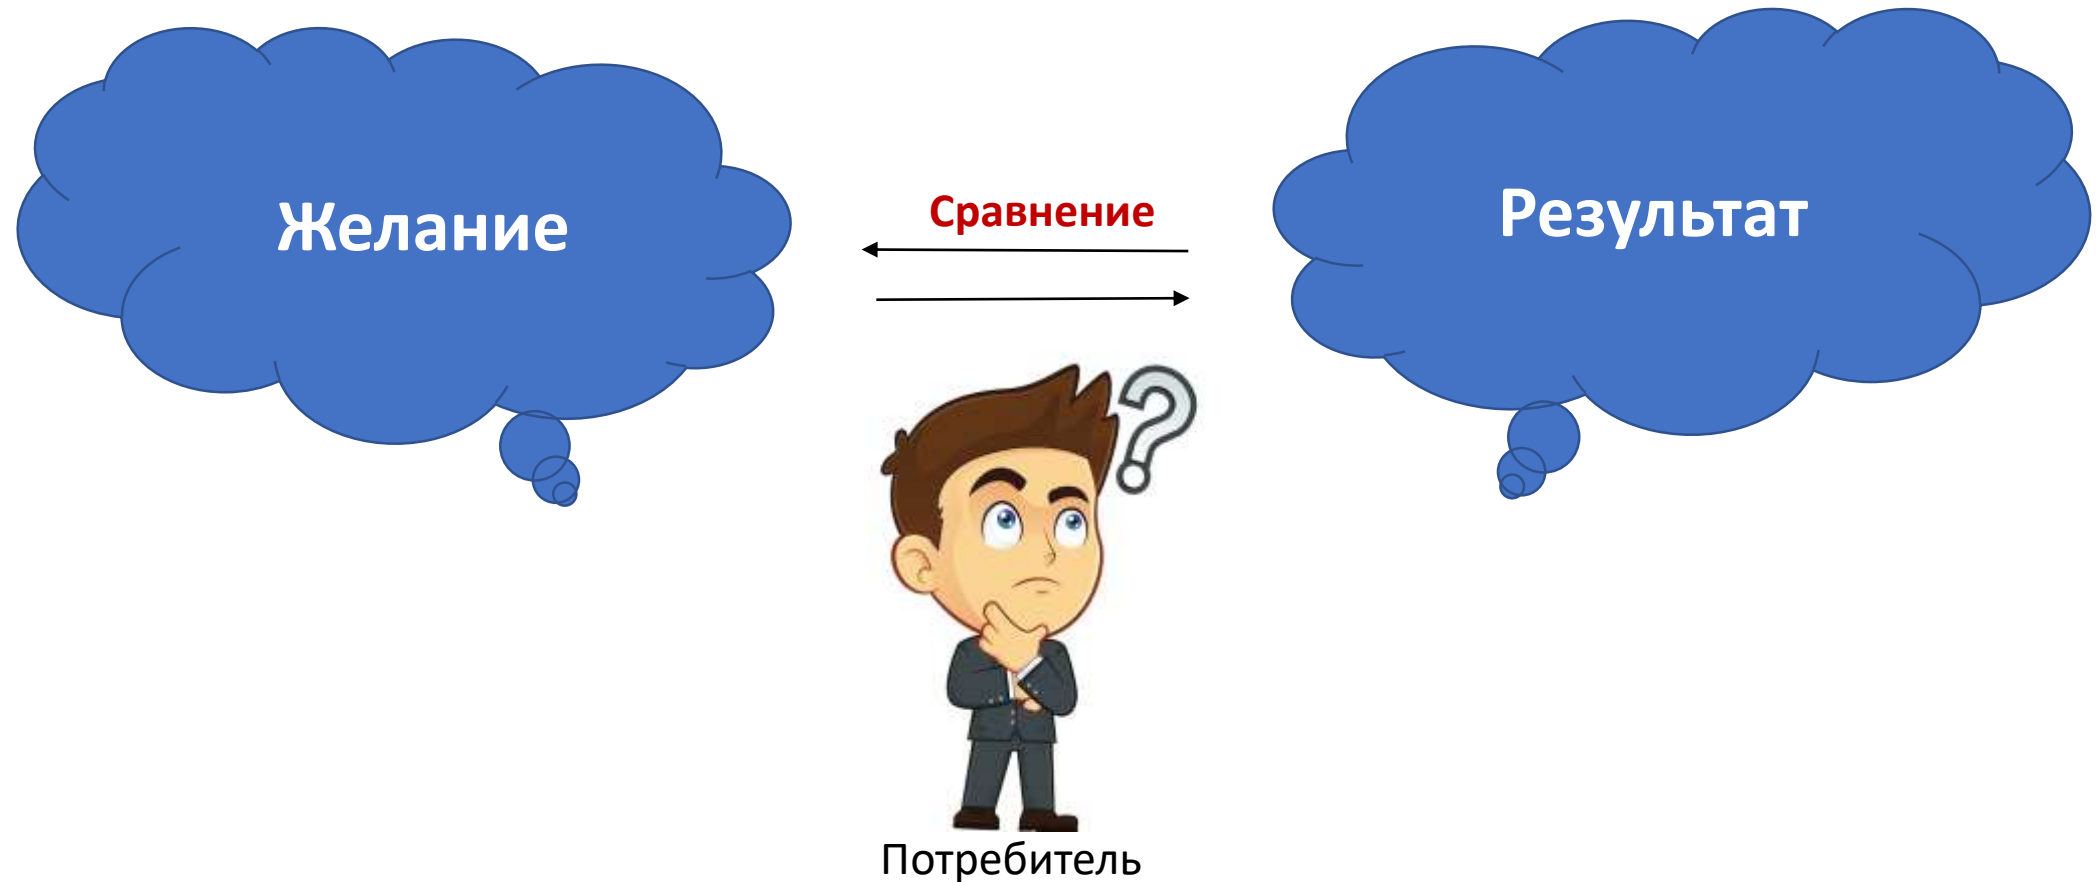 Желание
Сравнение
Результат
Потребитель